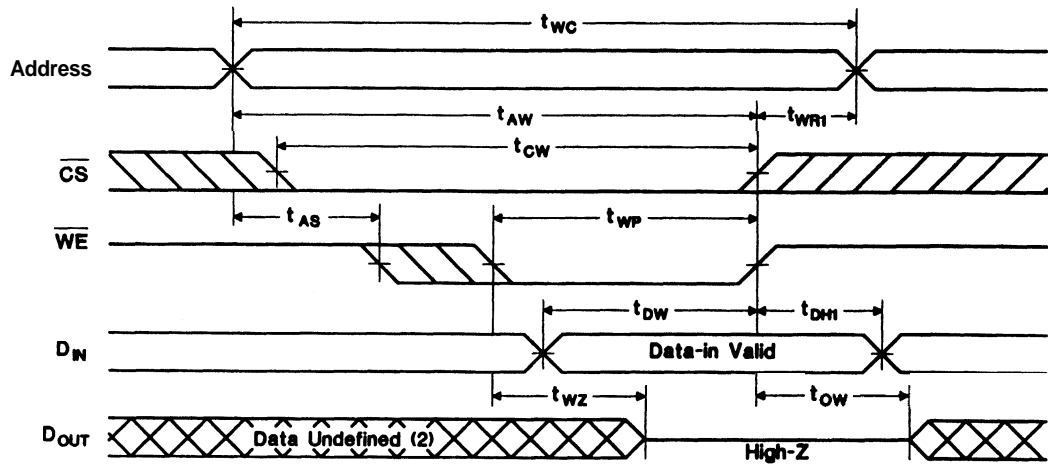 tWC
Address
tAW
tWR1
tCW
CS
tAS
tWP
WE
tDW
tDH1
DIN
Data-in Valid
tWZ
tOW
DOUT
Data Undefined (2)
High-Z